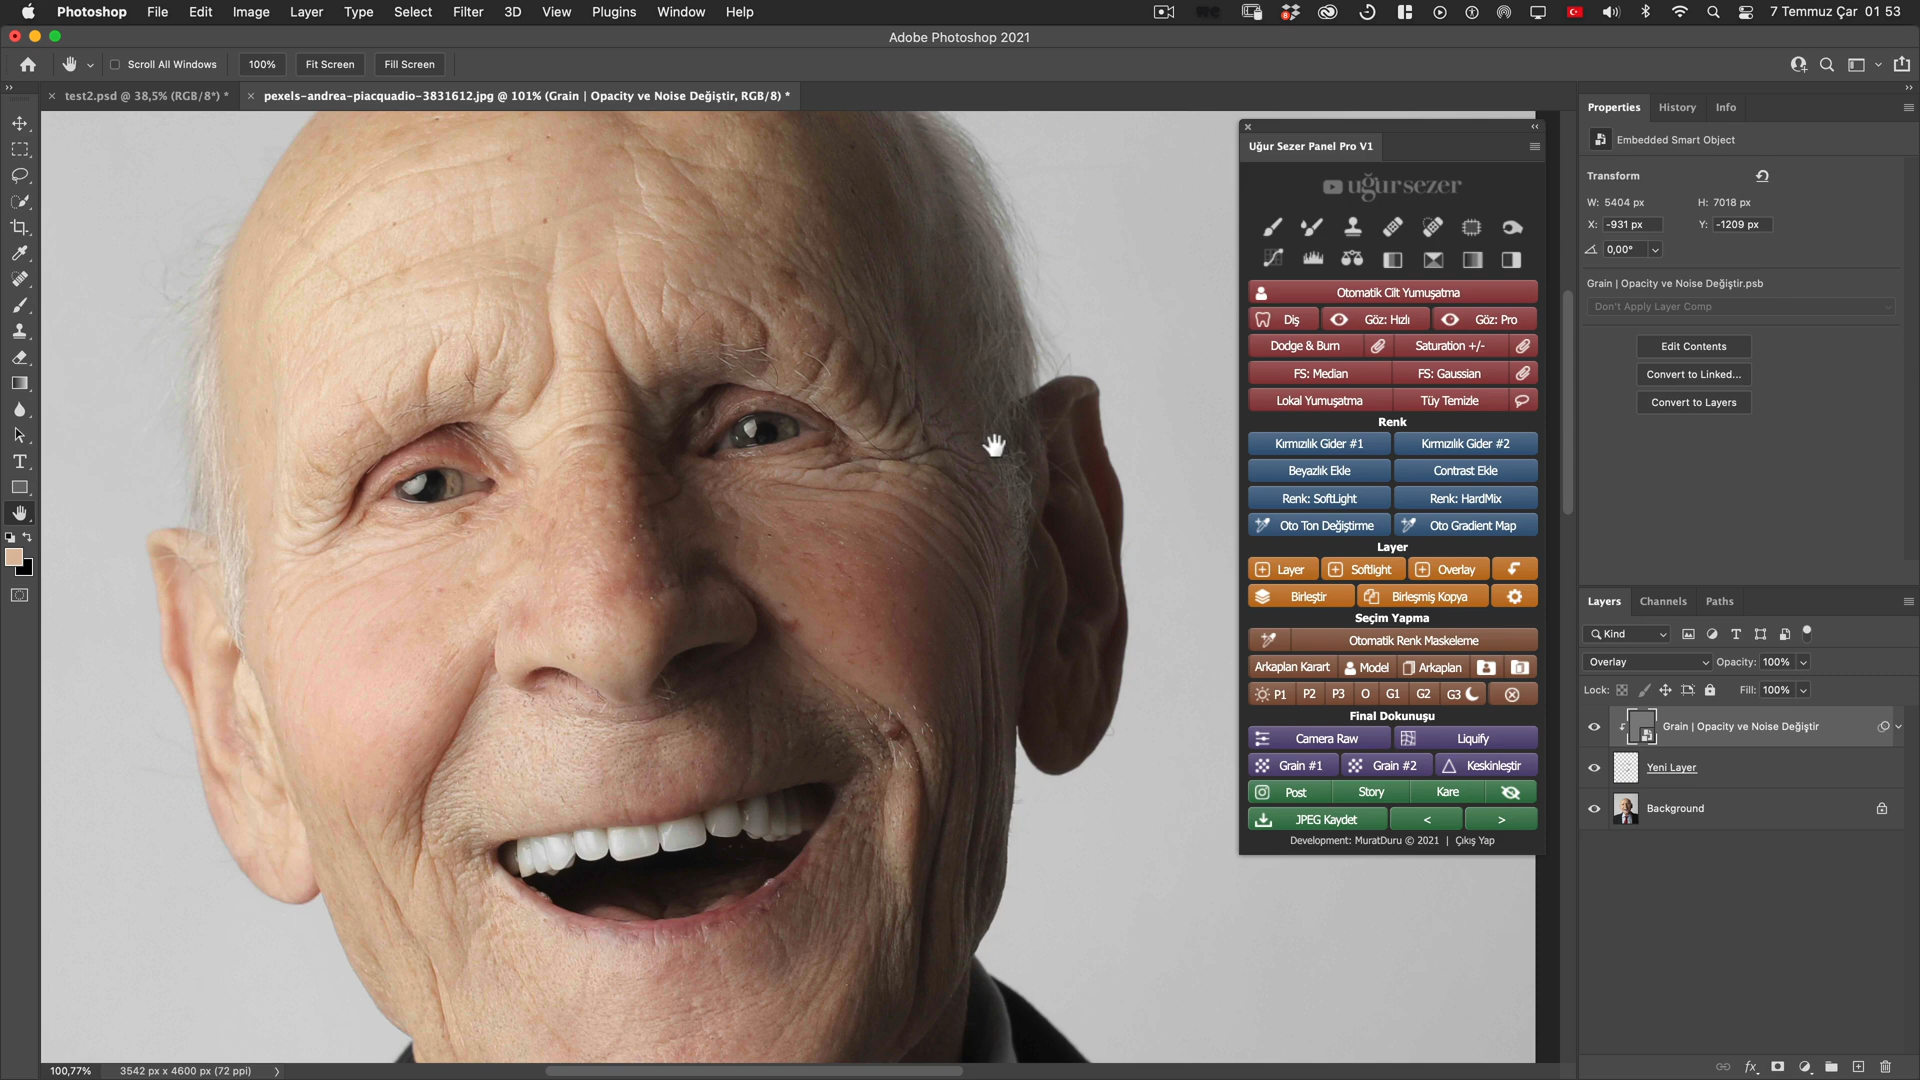 Photoshop File Edit Image Layer Type Select Filter 3D View Plugins Window Help 7 Temmuz Çar 01 53
Adobe Photoshop 2021
Scroll All Windows 100% Fit Screen Fill Screen
test2.psd @ 38,5% (RGB/8*) *
pexels-andrea-piacquadio-3831612.jpg @ 101% (Grain | Opacity ve Noise Değiştir, RGB/8) *
Uğur Sezer Panel Pro V1
uğursezer
Otomatik Cilt Yumuşatma
Diş Göz: Hızlı Göz: Pro
Dodge & Burn Saturation +/-
FS: Median FS: Gaussian
Lokal Yumuşatma Tüy Temizle
Renk
Kırmızılık Gider #1 Kırmızılık Gider #2
Beyazlık Ekle Contrast Ekle
Renk: SoftLight Renk: HardMix
Oto Ton Değiştirme Oto Gradient Map
Layer
Layer Softlight Overlay
Birleştir Birleşmiş Kopya
Seçim Yapma
Otomatik Renk Maskeleme
Arkaplan Karart Model Arkaplan
P1 P2 P3 O G1 G2 G3
Final Dokunuşu
Camera Raw Liquify
Grain #1 Grain #2 Keskinleştir
Post Story Kare
JPEG Kaydet < >
Development: MuratDuru © 2021 | Çıkış Yap
Properties History Info
Embedded Smart Object
Transform
W: 5404 px H: 7018 px
X: -931 px Y: -1209 px
0,00°
Grain | Opacity ve Noise Değiştir.psb
Don't Apply Layer Comp
Edit Contents
Convert to Linked...
Convert to Layers
Layers Channels Paths
Kind
Overlay Opacity: 100%
Lock: Fill: 100%
Grain | Opacity ve Noise Değiştir
Yeni Layer
Background
100,77% 3542 px x 4600 px (72 ppi)